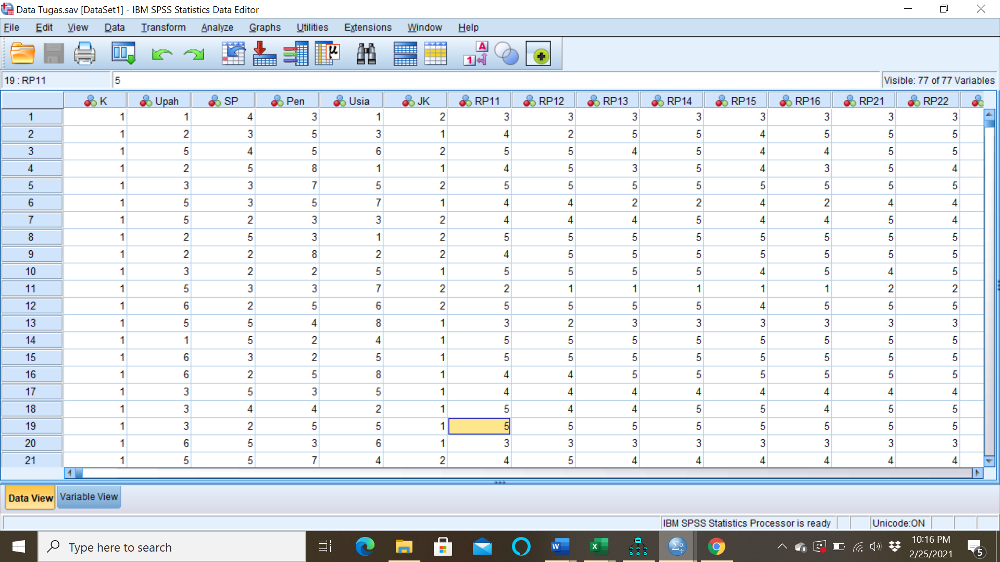 Data Tugas.sav [DataSet1] - IBM SPSS Statistics Data Editor
File Edit View Data Transform Analyze Graphs Utilities Extensions Window Help
19 : RP11 5 Visible: 77 of 77 Variables
K Upah SP Pen Usia JK RP11 RP12 RP13 RP14 RP15 RP16 RP21 RP22
1 1 1 4 3 1 2 3 3 3 3 3 3 3 3
2 1 2 3 5 3 1 4 2 5 5 4 5 5 5
3 1 5 4 5 6 2 5 5 4 5 4 4 5 5
4 1 2 5 8 1 1 4 5 3 5 4 3 5 4
5 1 3 3 7 5 2 5 5 5 5 5 5 5 5
6 1 5 3 5 7 1 4 4 2 2 4 2 4 4
7 1 5 2 3 3 2 4 4 4 5 4 4 5 4
8 1 2 5 3 1 2 5 5 5 5 5 5 5 5
9 1 2 2 8 2 2 4 5 5 5 5 5 5 5
10 1 3 2 2 5 1 5 5 5 5 4 5 4 5
11 1 5 3 3 7 2 2 1 1 1 1 1 2 2
12 1 6 2 5 6 2 5 5 5 5 4 5 5 5
13 1 5 5 4 8 1 3 2 3 3 3 3 3 3
14 1 1 5 2 4 1 5 5 5 5 5 5 5 5
15 1 6 3 2 5 1 5 5 5 5 5 5 5 5
16 1 6 2 5 8 1 4 4 5 5 5 5 5 5
17 1 3 5 3 5 1 4 4 4 4 4 4 4 4
18 1 3 4 4 2 1 5 4 4 5 5 4 5 5
19 1 3 2 5 5 1 5 5 5 5 5 5 5 5
20 1 6 5 3 6 1 3 3 3 3 3 3 3 3
21 1 5 5 7 4 2 4 5 4 4 4 4 4 4
Data View Variable View
IBM SPSS Statistics Processor is ready Unicode:ON
Type here to search
10:16 PM
2/25/2021
5